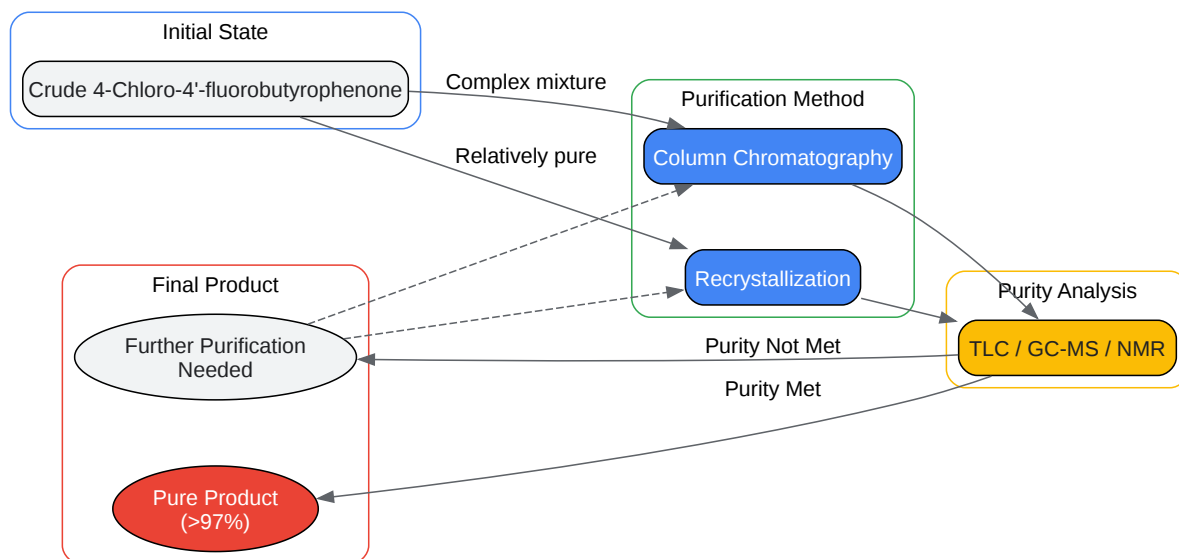 Initial State
Crude 4-Chloro-4'-fluorobutyrophenone
Complex mixture
Relatively pure
Purification Method
Column Chromatography
Recrystallization
Purity Analysis
TLC / GC-MS / NMR
Purity Not Met
Purity Met
Final Product
Further Purification
Needed
Pure Product
(>97%)